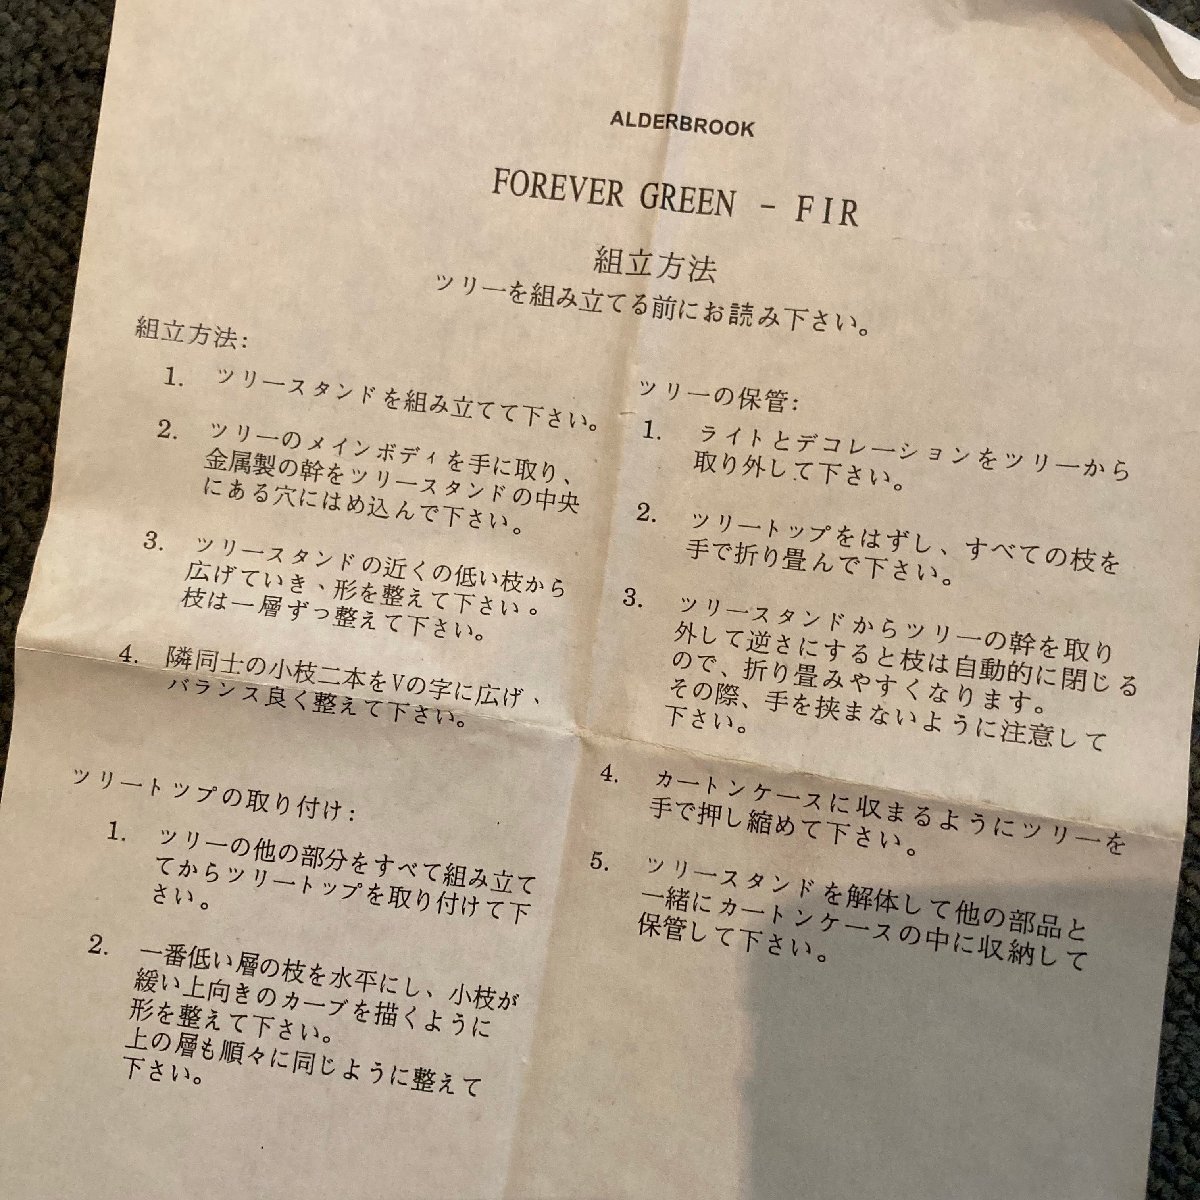 ALDERBROOK
FOREVER GREEN - FIR
組立方法
ツリーを組み立てる前にお読み下さい。
組立方法:
1. ツリースタンドを組み立てて下さい。
2. ツリーのメインボディを手に取り、
金属製の幹をツリースタンドの中央
にある穴にはめ込んで下さい。
3. ツリースタンドの近くの低い枝から
広げていき、形を整えて下さい。
枝は一層ずっ整えて下さい。
4. 隣同士の小枝二本をVの字に広げ、
バランス良く整えて下さい。
ツリートップの取り付け:
1. ツリーの他の部分をすべて組み立て
てからツリートップを取り付けて下
さい。
2. 一番低い層の枝を水平にし、小枝が
緩い上向きのカーブを描くように
形を整えて下さい。
上の層も順々に同じように整えて
下さい。
ツリーの保管:
1. ライトとデコレーションをツリーから
取り外して下さい。
2. ツリートップをはずし、すべての枝を
手で折り畳んで下さい。
3. ツリースタンドからツリーの幹を取り
外して逆さにすると枝は自動的に閉じる
ので、折り畳みやすくなります。
その際、手を挟まないように注意して
下さい。
4. カートンケースに収まるようにツリーを
手で押し縮めて下さい。
5. ツリースタンドを解体して他の部品と
一緒にカートンケースの中に収納して
保管して下さい。